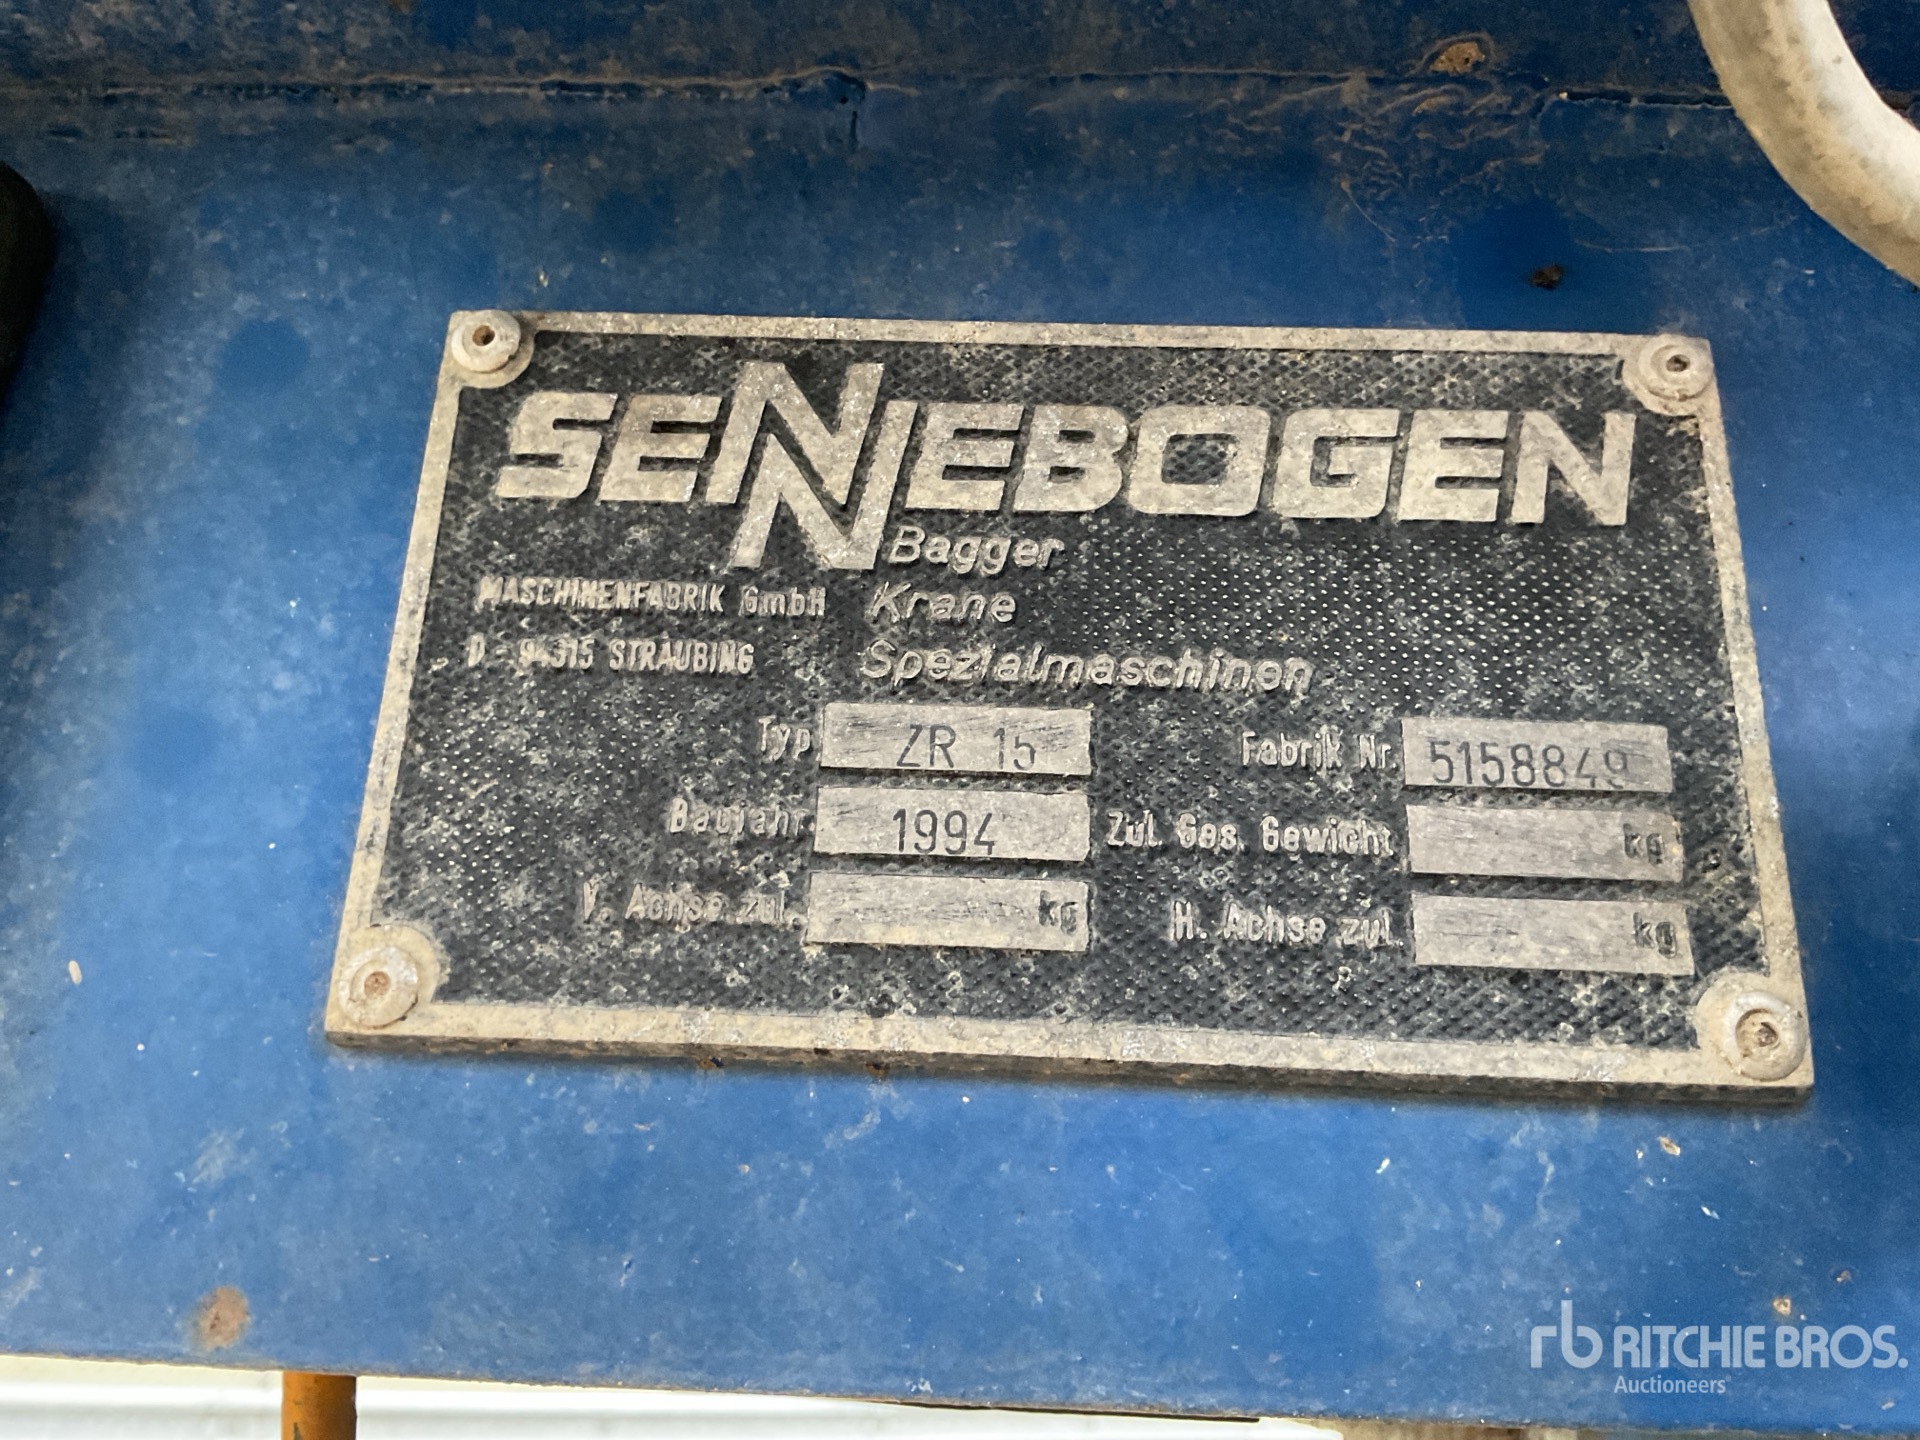 SENNEBOGEN
Bagger
MASCHINENFABRIK GmbH Krane
D - 94315 STRAUBING Spezialmaschinen
Typ ZR 15 Fabrik Nr. 5158849
Baujahr 1994 Zul. Ges. Gewicht kg
V. Achse zul. kg H. Achse zul. kg
rb RITCHIE BROS.
Auctioneers